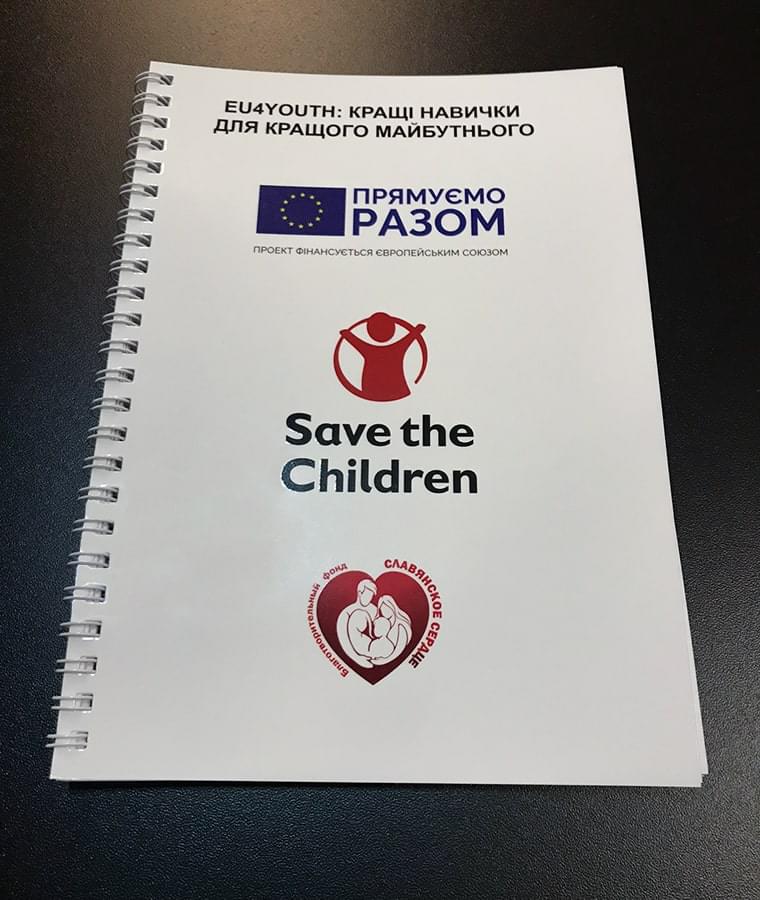 EU4YOUTH: КРАЩІ НАВИЧКИ
ДЛЯ КРАЩОГО МАЙБУТНЬОГО
ПРЯМУЄМО
РАЗОМ
ПРОЕКТ ФІНАНСУЄТЬСЯ ЄВРОПЕЙСЬКИМ СОЮЗОМ
Save the
Children
Благотворительный фонд
СЛАВЯНСКОЕ СЕРДЦЕ